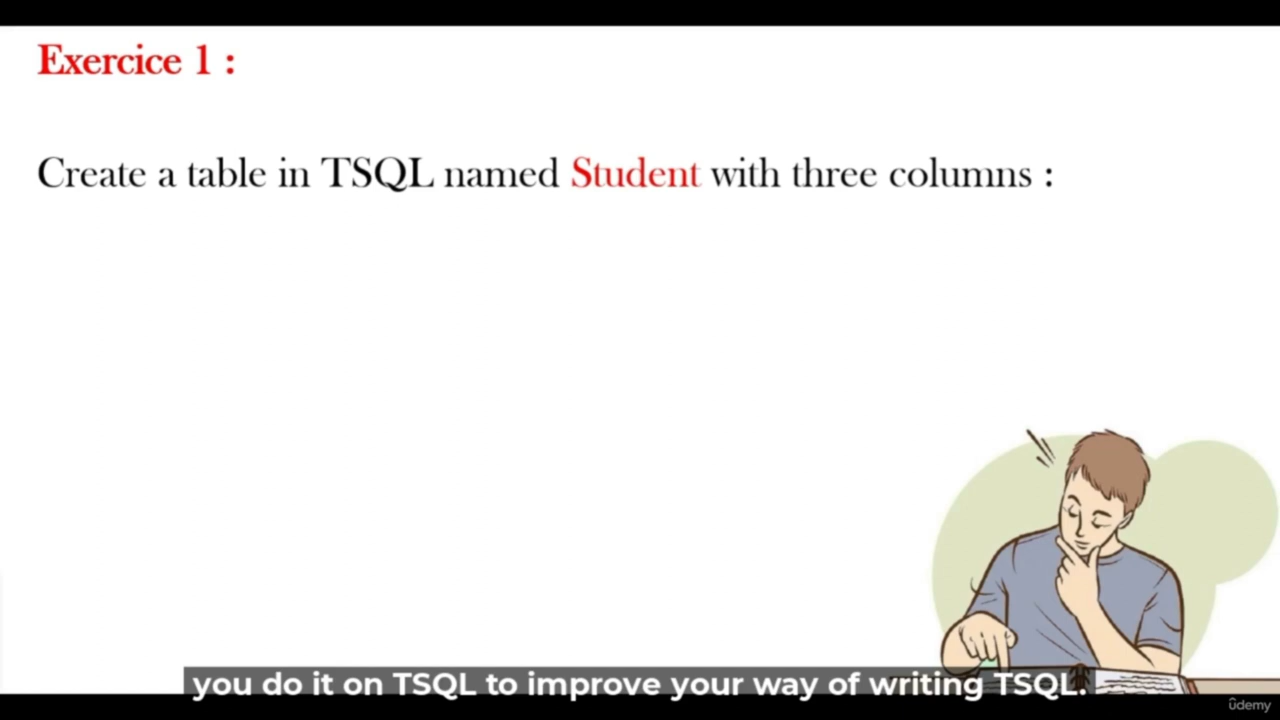 Exercice 1 :
Create a table in TSQL named Student with three columns :
you do it on TSQL to improve your way of writing TSQL.
ûdemy